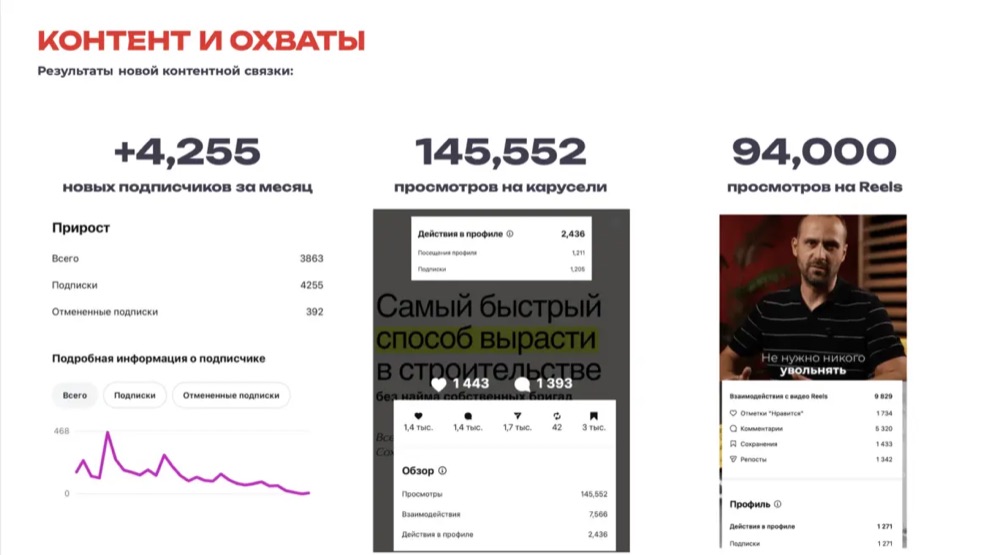 КОНТЕНТ И ОХВАТЫ
Результаты новой контентной связки:
+4,255
новых подписчиков за месяц
Прирост
Всего 3863
Подписки 4255
Отмененные подписки 392
Подробная информация о подписчике
Всего Подписки Отмененные подписки
468
0
145,552
просмотров на карусели
Действия в профиле 2,436
Посещения профиля 1,211
Подписки
Самый быстрый
способ вырасти
в строительстве
1 443 1 393
без найма собственных бригад
1,4 тыс. 1,4 тыс. 1,7 тыс. 42 3 тыс.
Обзор
Просмотры 145,552
Взаимодействия 7,566
Действия в профиле 2,436
94,000
просмотров на Reels
Не нужно никого
увольнять
Взаимодействия с видео Reels 9 829
Отметки "Нравится" 1 734
Комментарии 5 320
Сохранения 1 433
Репосты 1 342
Профиль
Действия в профиле 1 271
Подписки 1 271